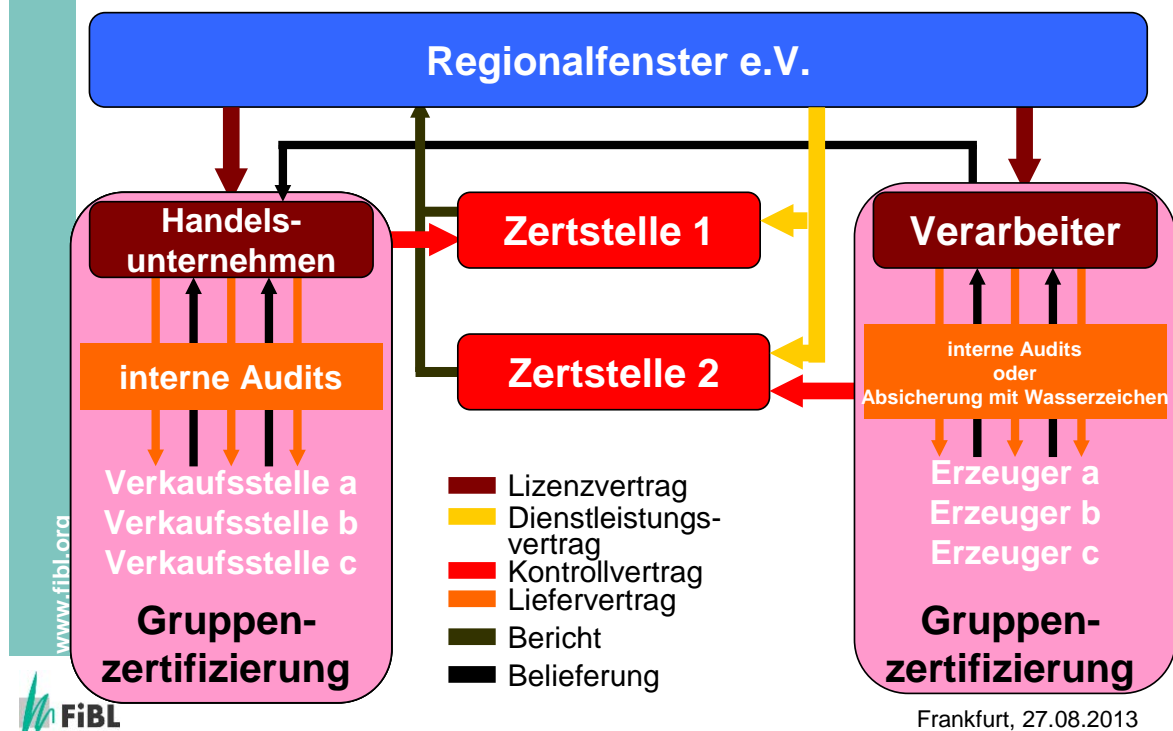 Regionalfenster e.V.
Handels-
unternehmen
Zertstelle 1
Verarbeiter
interne Audits
Zertstelle 2
interne Audits
oder
Absicherung mit Wasserzeichen
Verkaufsstelle a
Verkaufsstelle b
Verkaufsstelle c
Gruppen-
zertifizierung
Lizenzvertrag
Dienstleistungs-
vertrag
Kontrollvertrag
Liefervertrag
Bericht
Belieferung
Erzeuger a
Erzeuger b
Erzeuger c
Gruppen-
zertifizierung
www.fibl.org
FiBL
Frankfurt, 27.08.2013